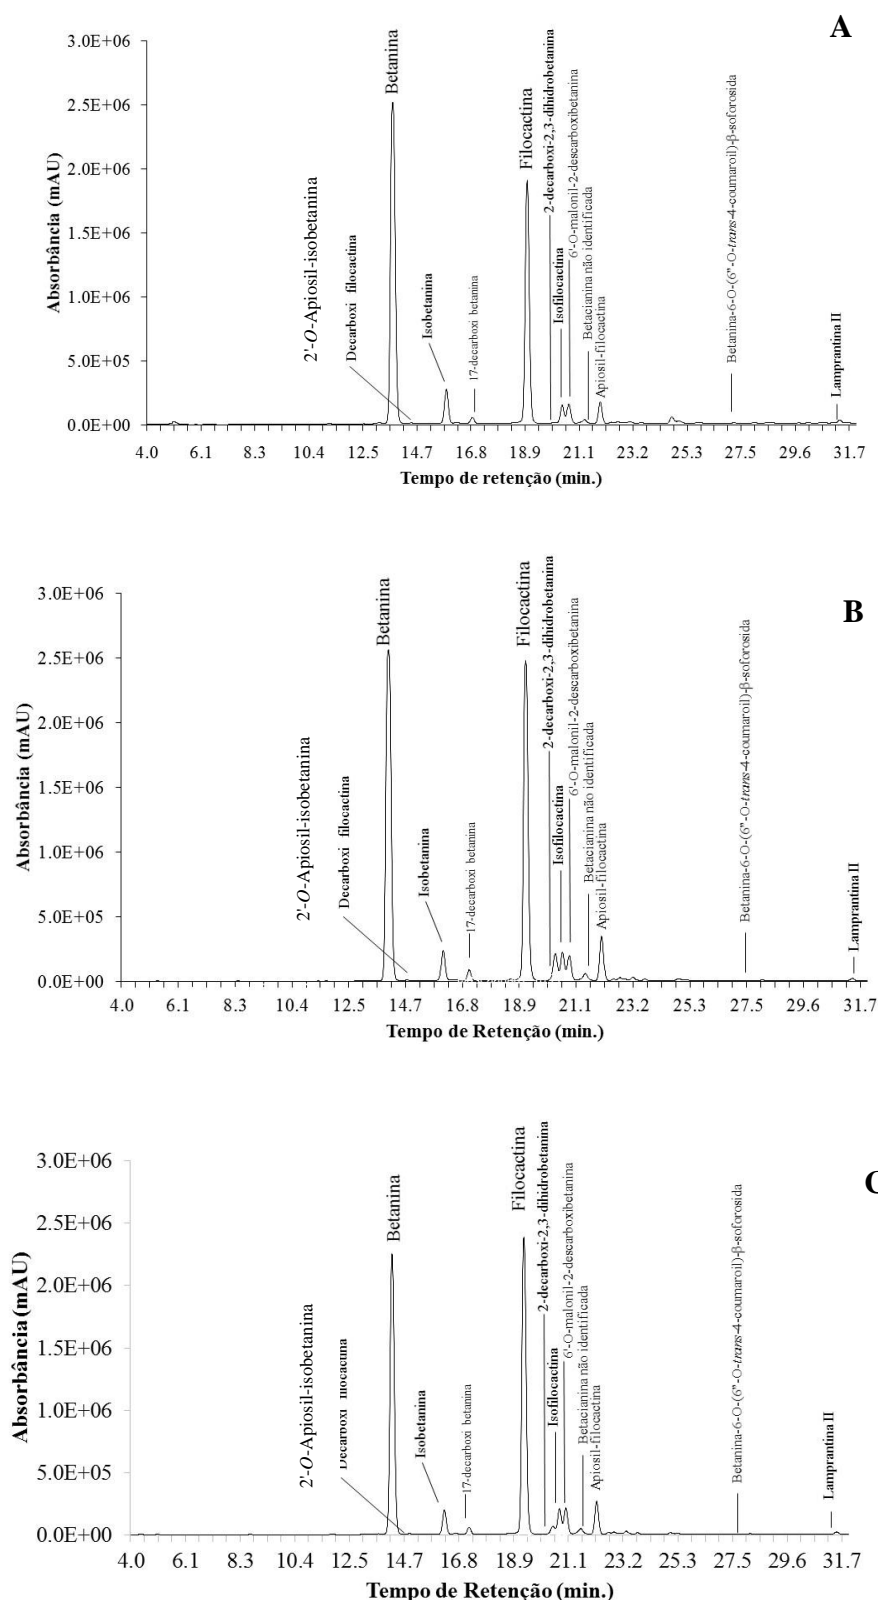 A
3.0E+06
2.5E+06
2.0E+06
1.5E+06
1.0E+06
5.0E+05
0.0E+00
Absorbância (mAU)
2'-O-Apiosil-isobetanina
Decarboxi filocactina
Betanina
Isobetanina
17-decarboxi betanina
Filocactina
2-decarboxi-2,3-dihidrobetanina
Isofilocactina
6'-O-malonil-2-descarboxibetanina
Betacianina não identificada
Apiosil-filocactina
Betanina-6-O-(6"-O-trans-4-coumaroil)-β-soforosida
Lamprantina II
4.0 6.1 8.3 10.4 12.5 14.7 16.8 18.9 21.1 23.2 25.3 27.5 29.6 31.7
Tempo de retenção (min.)
B
3.0E+06
2.5E+06
2.0E+06
1.5E+06
1.0E+06
5.0E+05
0.0E+00
Absorbância (mAU)
2'-O-Apiosil-isobetanina
Decarboxi filocactina
Betanina
Isobetanina
17-decarboxi betanina
Filocactina
2-decarboxi-2,3-dihidrobetanina
Isofilocactina
6'-O-malonil-2-descarboxibetanina
Betacianina não identificada
Apiosil-filocactina
Betanina-6-O-(6"-O-trans-4-coumaroil)-β-soforosida
Lamprantina II
4.0 6.1 8.3 10.4 12.5 14.7 16.8 18.9 21.1 23.2 25.3 27.5 29.6 31.7
Tempo de Retenção (min.)
3.0E+06
2.5E+06
2.0E+06
1.5E+06
1.0E+06
5.0E+05
0.0E+00
Absorbância (mAU)
2'-O-Apiosil-isobetanina
Betanina
Isobetanina
17-decarboxi betanina
Filocactina
2-decarboxi-2,3-dihidrobetanina
Isofilocactina
6'-O-malonil-2-descarboxibetanina
Betacianina não identificada
Apiosil-filocactina
Betanina-6-O-(6"-O-trans-4-coumaroil)-β-soforosida
Lamprantina II
4.0 6.1 8.3 10.4 12.5 14.7 16.8 18.9 21.1 23.2 25.3 27.5 29.6 31.7
Tempo de Retenção (min.)